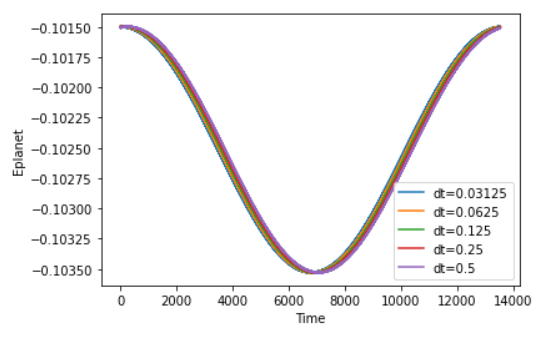 −0.10150
−0.10175
−0.10200
−0.10225
−0.10250
−0.10275
−0.10300
−0.10325
−0.10350
Eplanet
dt=0.03125
dt=0.0625
dt=0.125
dt=0.25
dt=0.5
0 2000 4000 6000 8000 10000 12000 14000
Time